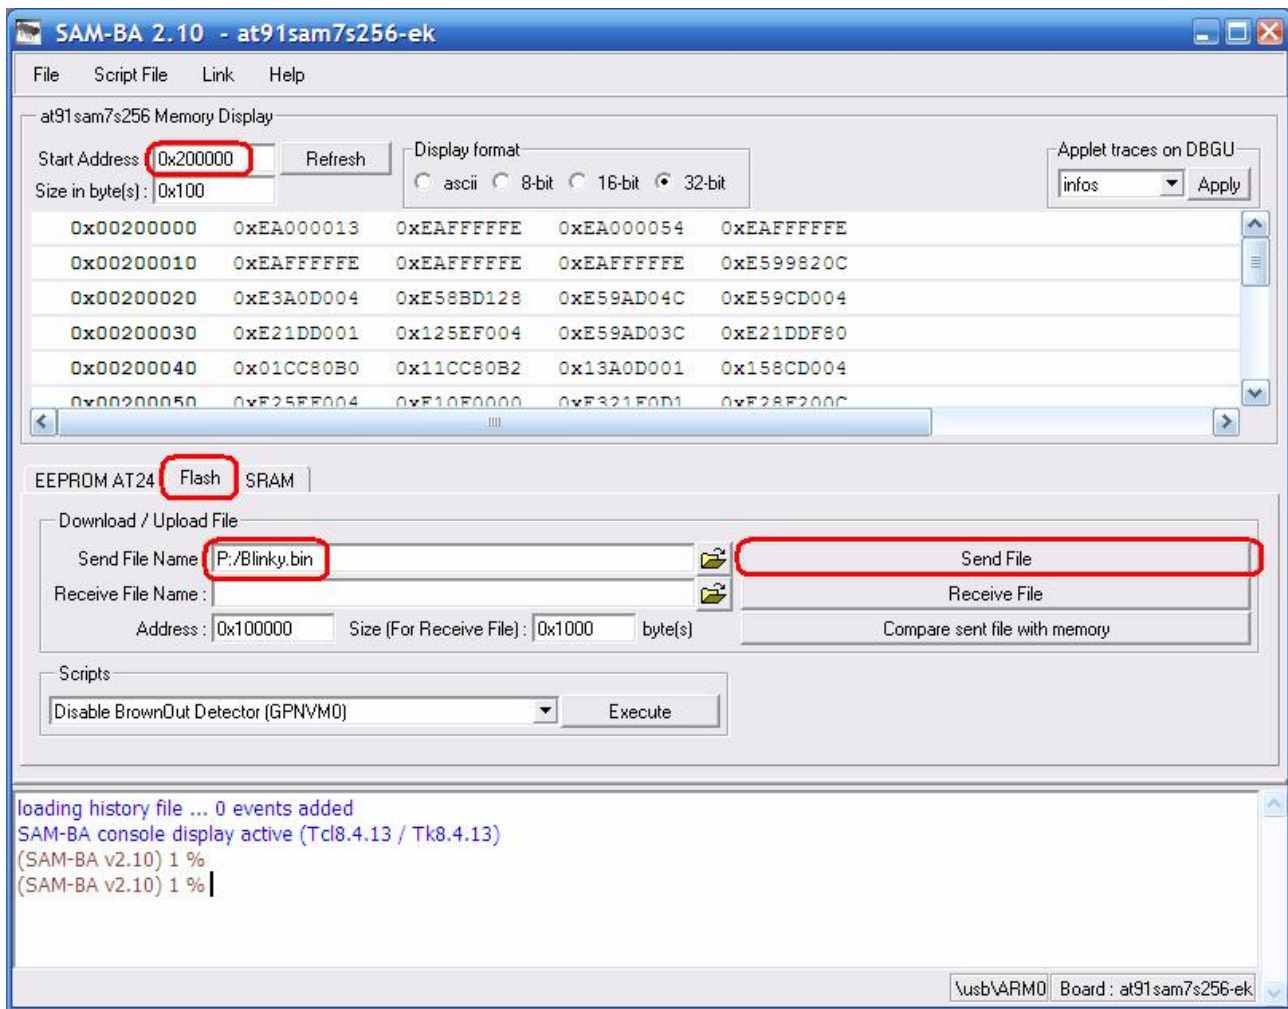 SAM-BA 2.10 - at91sam7s256-ek
File Script File Link Help
at91sam7s256 Memory Display
Start Address : 0x200000 Refresh
Size in byte(s) : 0x100
Display format
ascii 8-bit 16-bit 32-bit
Applet traces on DBGU
infos Apply
0x00200000 0xEA000013 0xEAFFFFFE 0xEA000054 0xEAFFFFFE
0x00200010 0xEAFFFFFE 0xEAFFFFFE 0xEAFFFFFE 0xE599820C
0x00200020 0xE3A0D004 0xE58BD128 0xE59AD04C 0xE59CD004
0x00200030 0xE21DD001 0x125EF004 0xE59AD03C 0xE21DDF80
0x00200040 0x01CC80B0 0x11CC80B2 0x13A0D001 0x158CD004
0x00200050 0xE25EF004 0xE10F0000 0xE321F0D1 0xE28F200C
EEPROM AT24 Flash SRAM
Download / Upload File
Send File Name : P:/Blinky.bin Send File
Receive File Name : Receive File
Address : 0x100000 Size (For Receive File) : 0x1000 byte(s) Compare sent file with memory
Scripts
Disable BrownOut Detector (GPNVM0) Execute
loading history file ... 0 events added
SAM-BA console display active (Tcl8.4.13 / Tk8.4.13)
(SAM-BA v2.10) 1 %
(SAM-BA v2.10) 1 %
\usb\ARM0 Board : at91sam7s256-ek